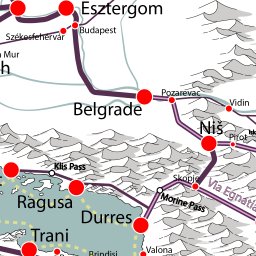 Esztergom
Székesfehérvár
Budapest
Mur
h
Pozarevac
Belgrade
Vidin
Niš
Pirot
Klis Pass
Skopje
Via Egnatia
Ragusa
Morine Pass
Durres
Trani
Brindisi
Valona